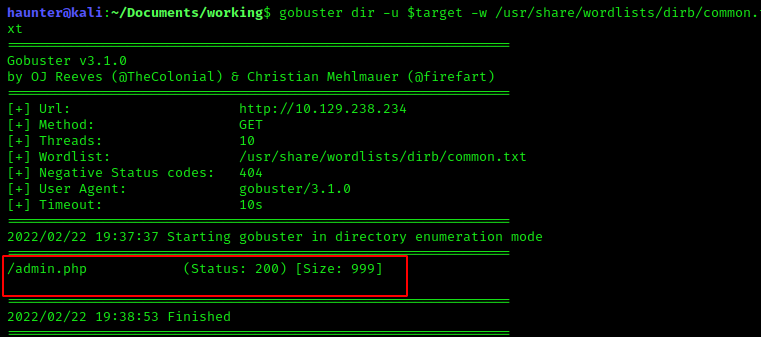 haunter@kali:~/Documents/working$ gobuster dir -u $target -w /usr/share/wordlists/dirb/common.t
xt
===============================================================
Gobuster v3.1.0
by OJ Reeves (@TheColonial) & Christian Mehlmauer (@firefart)
===============================================================
[+] Url:                     http://10.129.238.234
[+] Method:                  GET
[+] Threads:                 10
[+] Wordlist:                /usr/share/wordlists/dirb/common.txt
[+] Negative Status codes:   404
[+] User Agent:              gobuster/3.1.0
[+] Timeout:                 10s
===============================================================
2022/02/22 19:37:37 Starting gobuster in directory enumeration mode
===============================================================
/admin.php            (Status: 200) [Size: 999]
===============================================================
2022/02/22 19:38:53 Finished
===============================================================